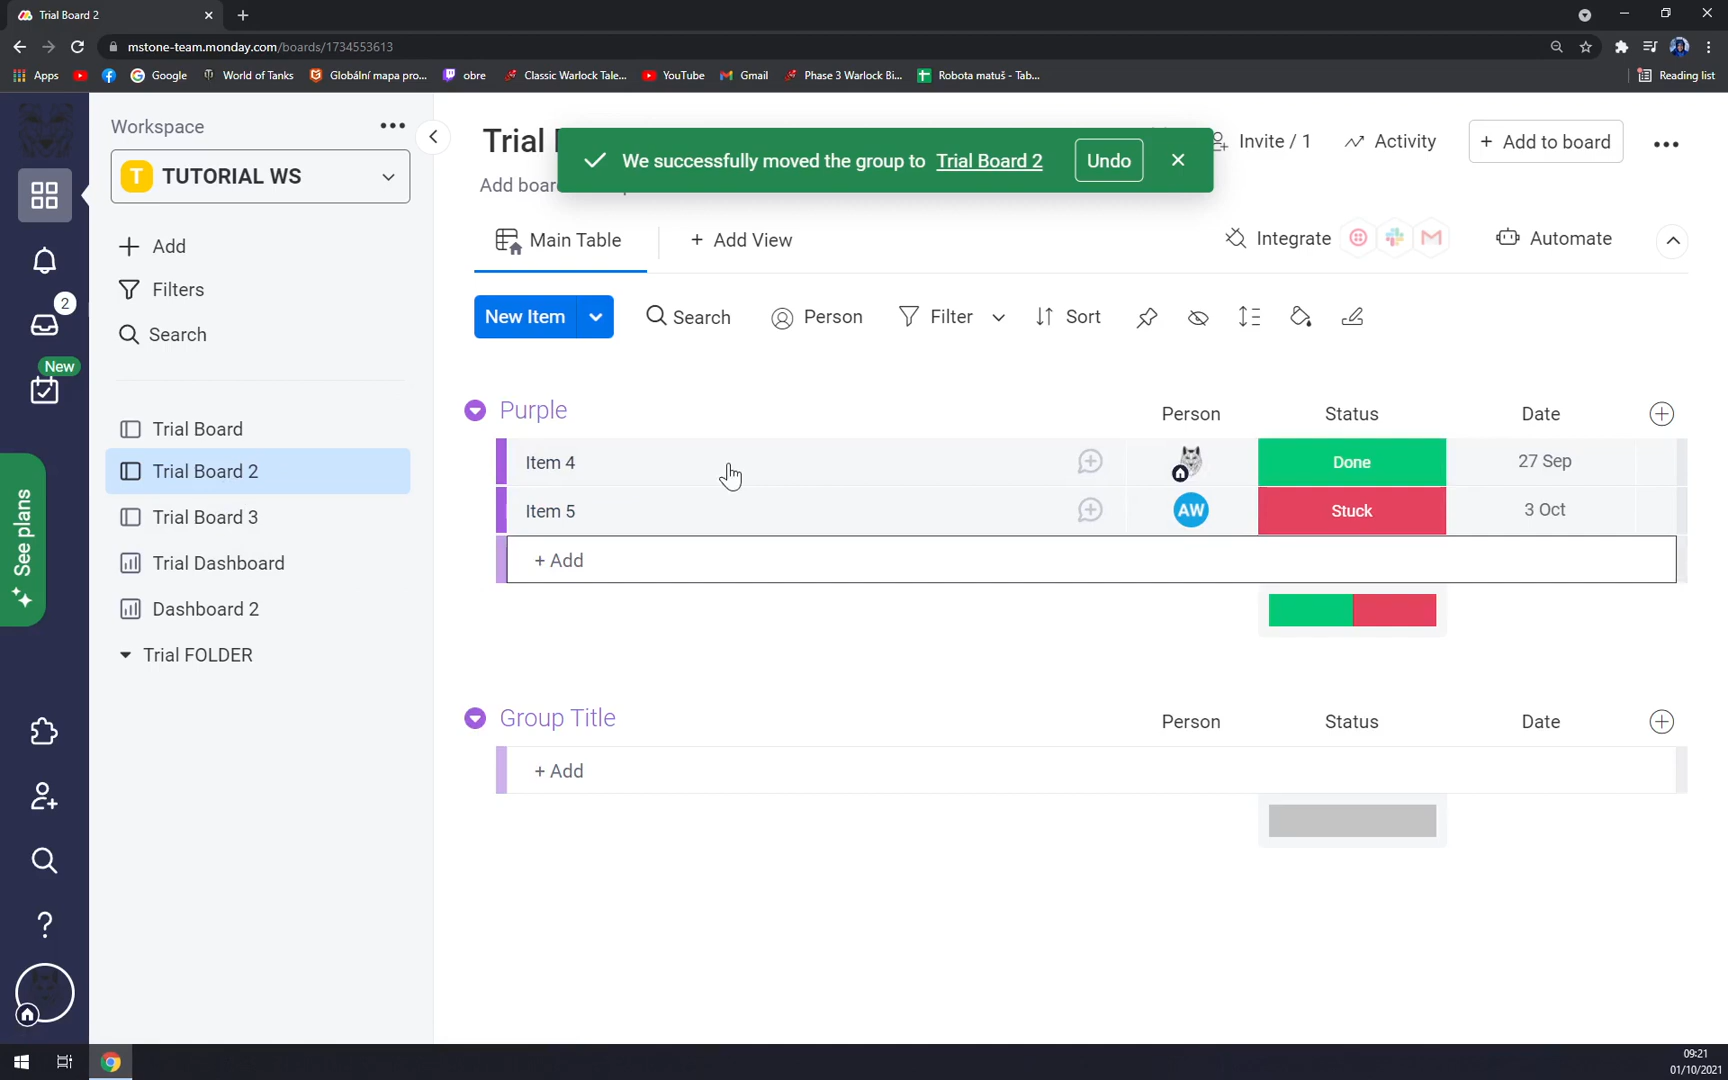 Trial Board 2
mstone-team.monday.com/boards/1734553613
Apps
Google
World of Tanks
Globální mapa pro...
obre
Classic Warlock Tale...
YouTube
Gmail
Phase 3 Warlock Bi...
Robota matuš - Tab...
Reading list
Workspace
T TUTORIAL WS
Add
Filters
Search
Trial Board
Trial Board 2
Trial Board 3
Trial Dashboard
Dashboard 2
Trial FOLDER
2
New
See plans
Trial
We successfully moved the group to Trial Board 2
Undo
Invite / 1
Activity
+ Add to board
Main Table
+ Add View
Integrate
Automate
New Item
Search
Person
Filter
Sort
Purple
Person
Status
Date
Item 4
Done
27 Sep
Item 5
AW
Stuck
3 Oct
+ Add
Group Title
Person
Status
Date
+ Add
09:21
01/10/2021